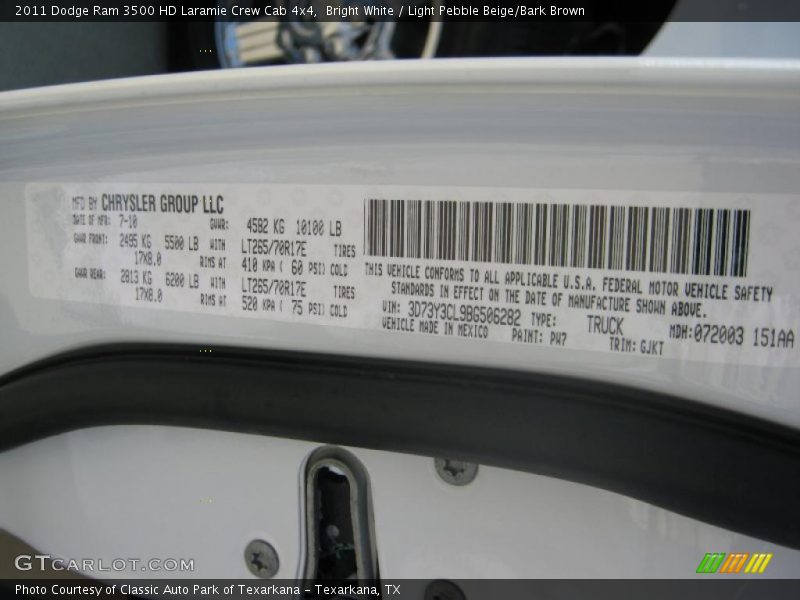 2011 Dodge Ram 3500 HD Laramie Crew Cab 4x4, Bright White / Light Pebble Beige/Bark Brown
MFD BY CHRYSLER GROUP LLC
DATE OF MFR: 7-10 GVWR: 4582 KG 10100 LB
GAWR FRONT: 2495 KG 5500 LB WITH LT265/70R17E TIRES
17X8.0 RIMS AT 410 KPA ( 60 PSI) COLD
GAWR REAR: 2813 KG 6200 LB WITH LT265/70R17E TIRES
17X8.0 RIMS AT 520 KPA ( 75 PSI) COLD
THIS VEHICLE CONFORMS TO ALL APPLICABLE U.S.A. FEDERAL MOTOR VEHICLE SAFETY
STANDARDS IN EFFECT ON THE DATE OF MANUFACTURE SHOWN ABOVE.
VIN: 3D73Y3CL9BG506282 TYPE: TRUCK MDH:072003 151AA
VEHICLE MADE IN MEXICO PAINT: PW7 TRIM: GJKT
GTCARLOT.COM
Photo Courtesy of Classic Auto Park of Texarkana – Texarkana, TX